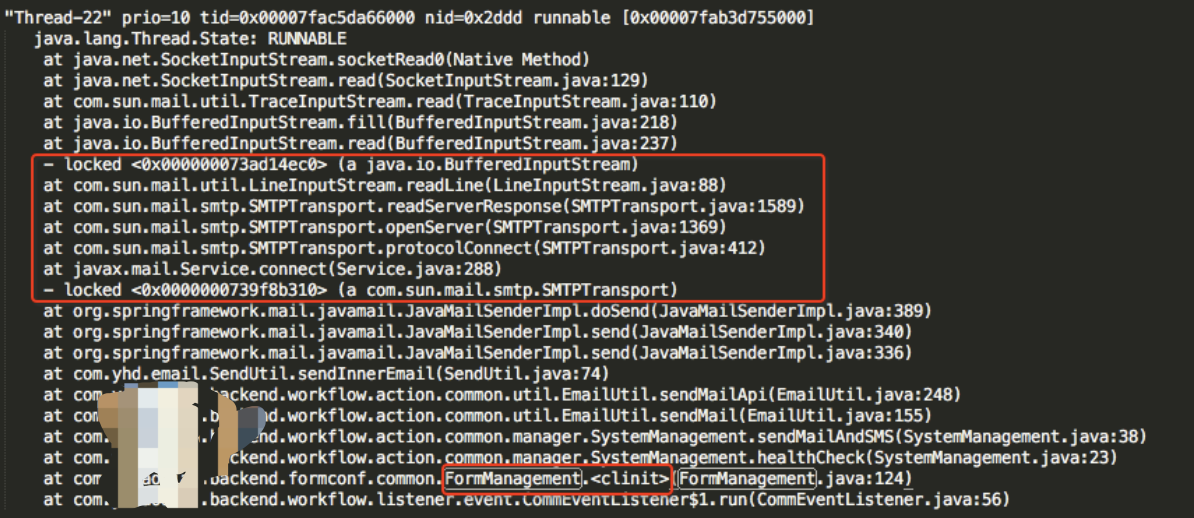 "Thread-22" prio=10 tid=0x00007fac5da66000 nid=0x2ddd runnable [0x00007fab3d755000]
java.lang.Thread.State: RUNNABLE
at java.net.SocketInputStream.socketRead0(Native Method)
at java.net.SocketInputStream.read(SocketInputStream.java:129)
at com.sun.mail.util.TraceInputStream.read(TraceInputStream.java:110)
at java.io.BufferedInputStream.fill(BufferedInputStream.java:218)
at java.io.BufferedInputStream.read(BufferedInputStream.java:237)
- locked <0x000000073ad14ec0> (a java.io.BufferedInputStream)
at com.sun.mail.util.LineInputStream.readLine(LineInputStream.java:88)
at com.sun.mail.smtp.SMTPTransport.readServerResponse(SMTPTransport.java:1589)
at com.sun.mail.smtp.SMTPTransport.openServer(SMTPTransport.java:1369)
at com.sun.mail.smtp.SMTPTransport.protocolConnect(SMTPTransport.java:412)
at javax.mail.Service.connect(Service.java:288)
- locked <0x0000000739f8b310> (a com.sun.mail.smtp.SMTPTransport)
at org.springframework.mail.javamail.JavaMailSenderImpl.doSend(JavaMailSenderImpl.java:389)
at org.springframework.mail.javamail.JavaMailSenderImpl.send(JavaMailSenderImpl.java:340)
at org.springframework.mail.javamail.JavaMailSenderImpl.send(JavaMailSenderImpl.java:336)
at com.yhd.email.SendUtil.sendInnerEmail(SendUtil.java:74)
at com. backend.workflow.action.common.util.EmailUtil.sendMailApi(EmailUtil.java:248)
at com .backend.workflow.action.common.util.EmailUtil.sendMail(EmailUtil.java:155)
at com. .backend.workflow.action.common.manager.SystemManagement.sendMailAndSMS(SystemManagement.java:38)
at com. backend.workflow.action.common.manager.SystemManagement.healthCheck(SystemManagement.java:23)
at com .backend.formconf.common.FormManagement.<clinit>(FormManagement.java:124)
at com. .backend.workflow.listener.event.CommEventListener$1.run(CommEventListener.java:56)